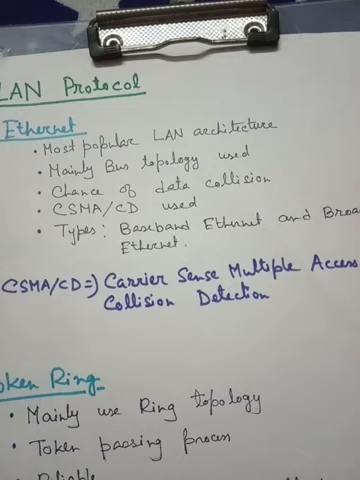 LAN Protocol
Ethernet
• Most popular LAN architecture
• Mainly Bus topology used
• Chance of data collision
• CSMA/CD used
• Types: Baseband Ethernet and Broa
Ethernet.
CSMA/CD => Carrier Sense Multiple Access
Collision Detection
oken Ring
• Mainly use Ring topology
• Token passing process
• Reliable